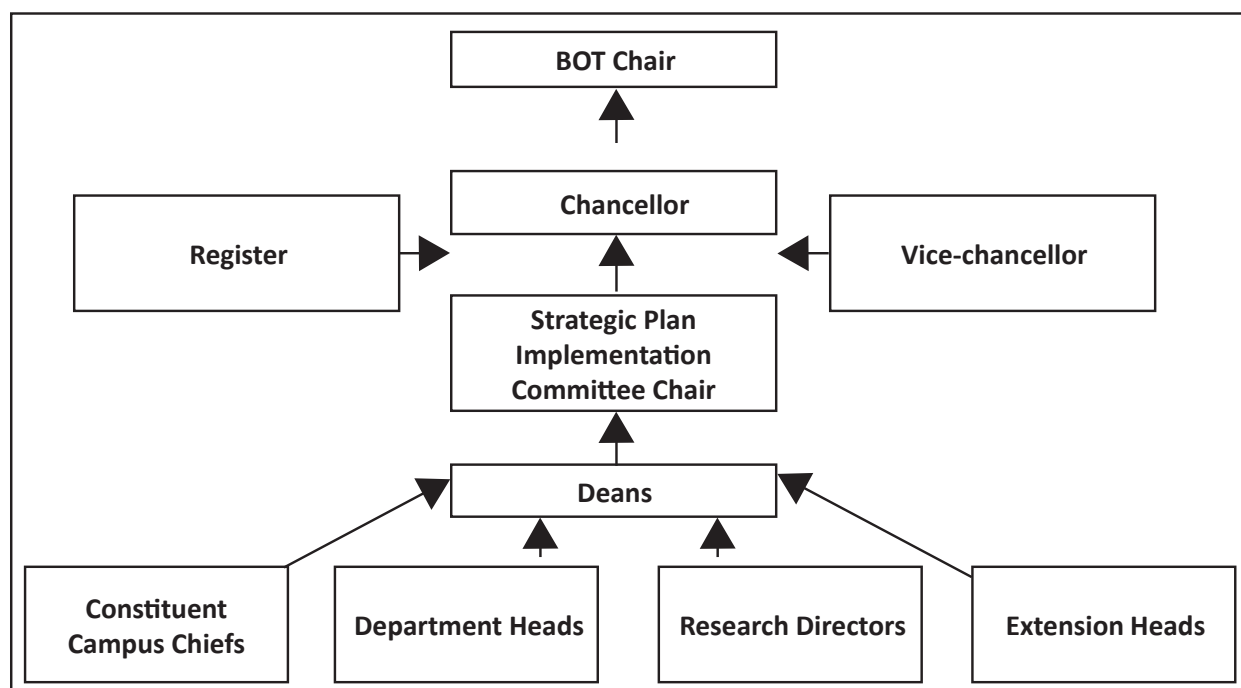 BOT Chair
Chancellor
Register
Vice-chancellor
Strategic Plan
Implementation
Committee Chair
Deans
Constituent
Campus Chiefs
Department Heads
Research Directors
Extension Heads